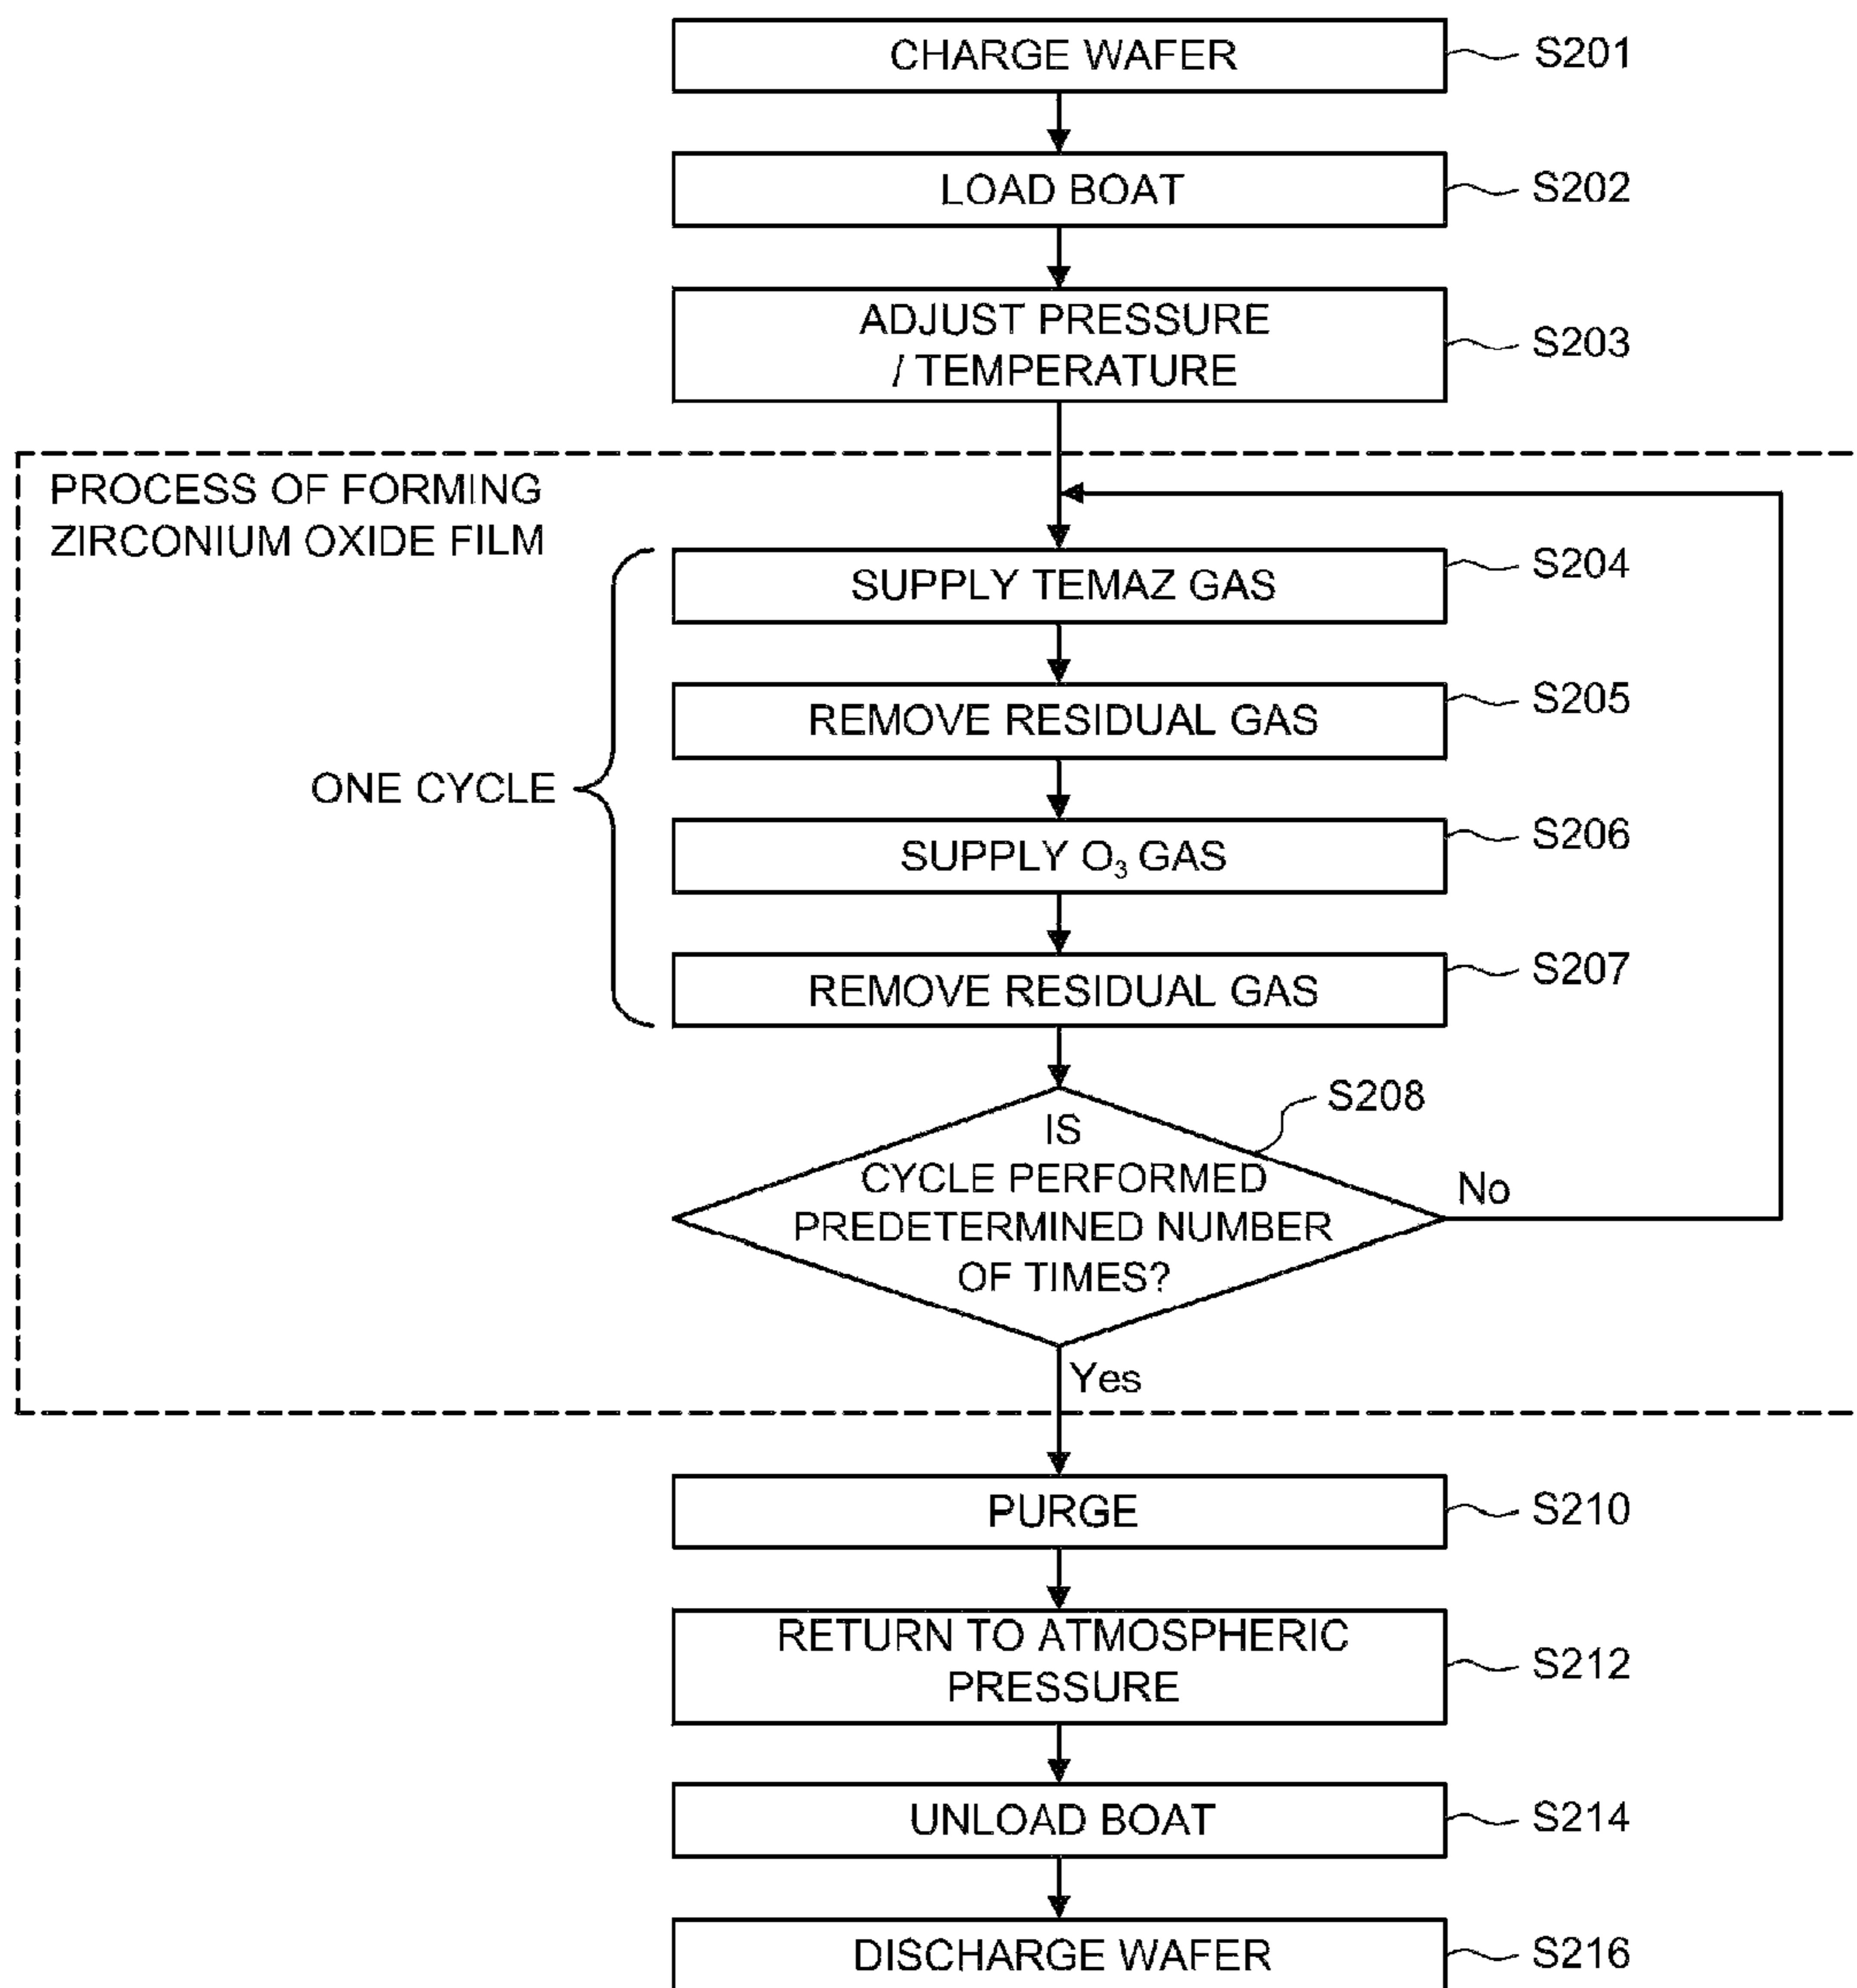 CHARGE WAFER
S201
LOAD BOAT
S202
ADJUST PRESSURE
/ TEMPERATURE
S203
PROCESS OF FORMING
ZIRCONIUM OXIDE FILM
SUPPLY TEMAZ GAS
S204
REMOVE RESIDUAL GAS
S205
ONE CYCLE
SUPPLY O₃ GAS
S206
REMOVE RESIDUAL GAS
S207
S208
IS
CYCLE PERFORMED
PREDETERMINED NUMBER
OF TIMES?
No
Yes
PURGE
S210
RETURN TO ATMOSPHERIC
PRESSURE
S212
UNLOAD BOAT
S214
DISCHARGE WAFER
S216